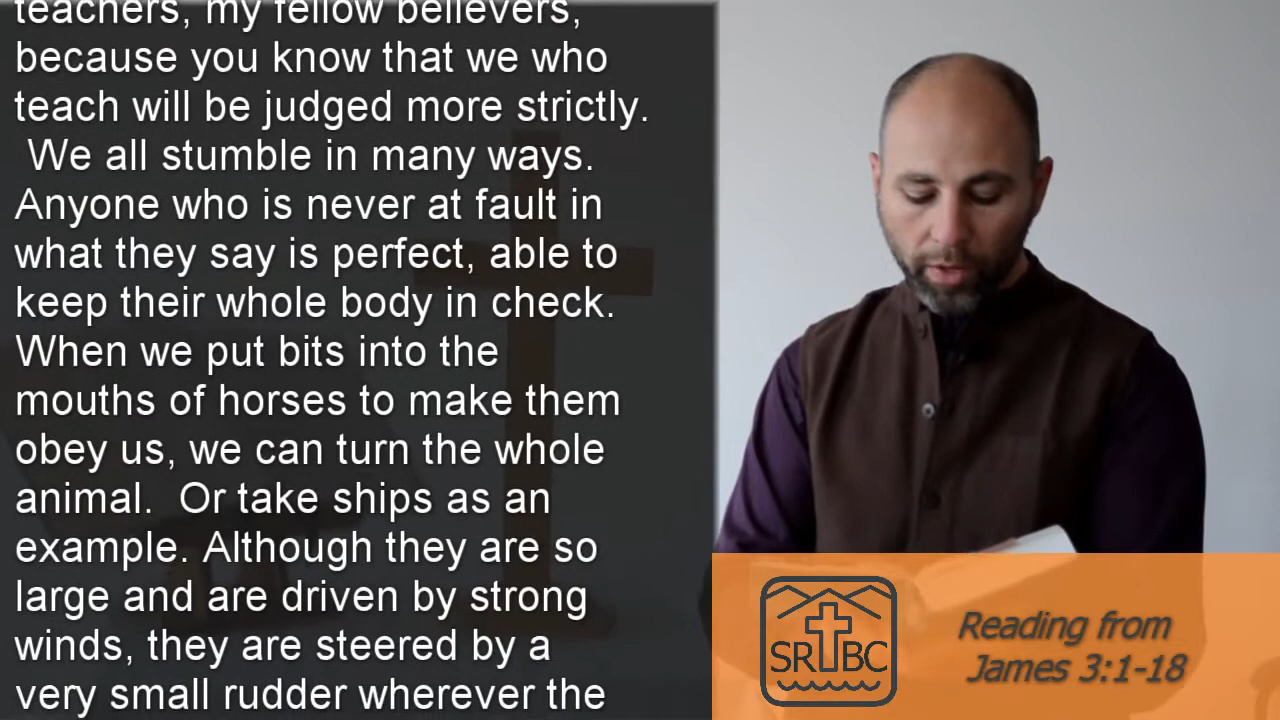 teachers, my fellow believers,
because you know that we who
teach will be judged more strictly.
We all stumble in many ways.
Anyone who is never at fault in
what they say is perfect, able to
keep their whole body in check.
When we put bits into the
mouths of horses to make them
obey us, we can turn the whole
animal.  Or take ships as an
example. Although they are so
large and are driven by strong
winds, they are steered by a
very small rudder wherever the
SRBC
Reading from
James 3:1-18